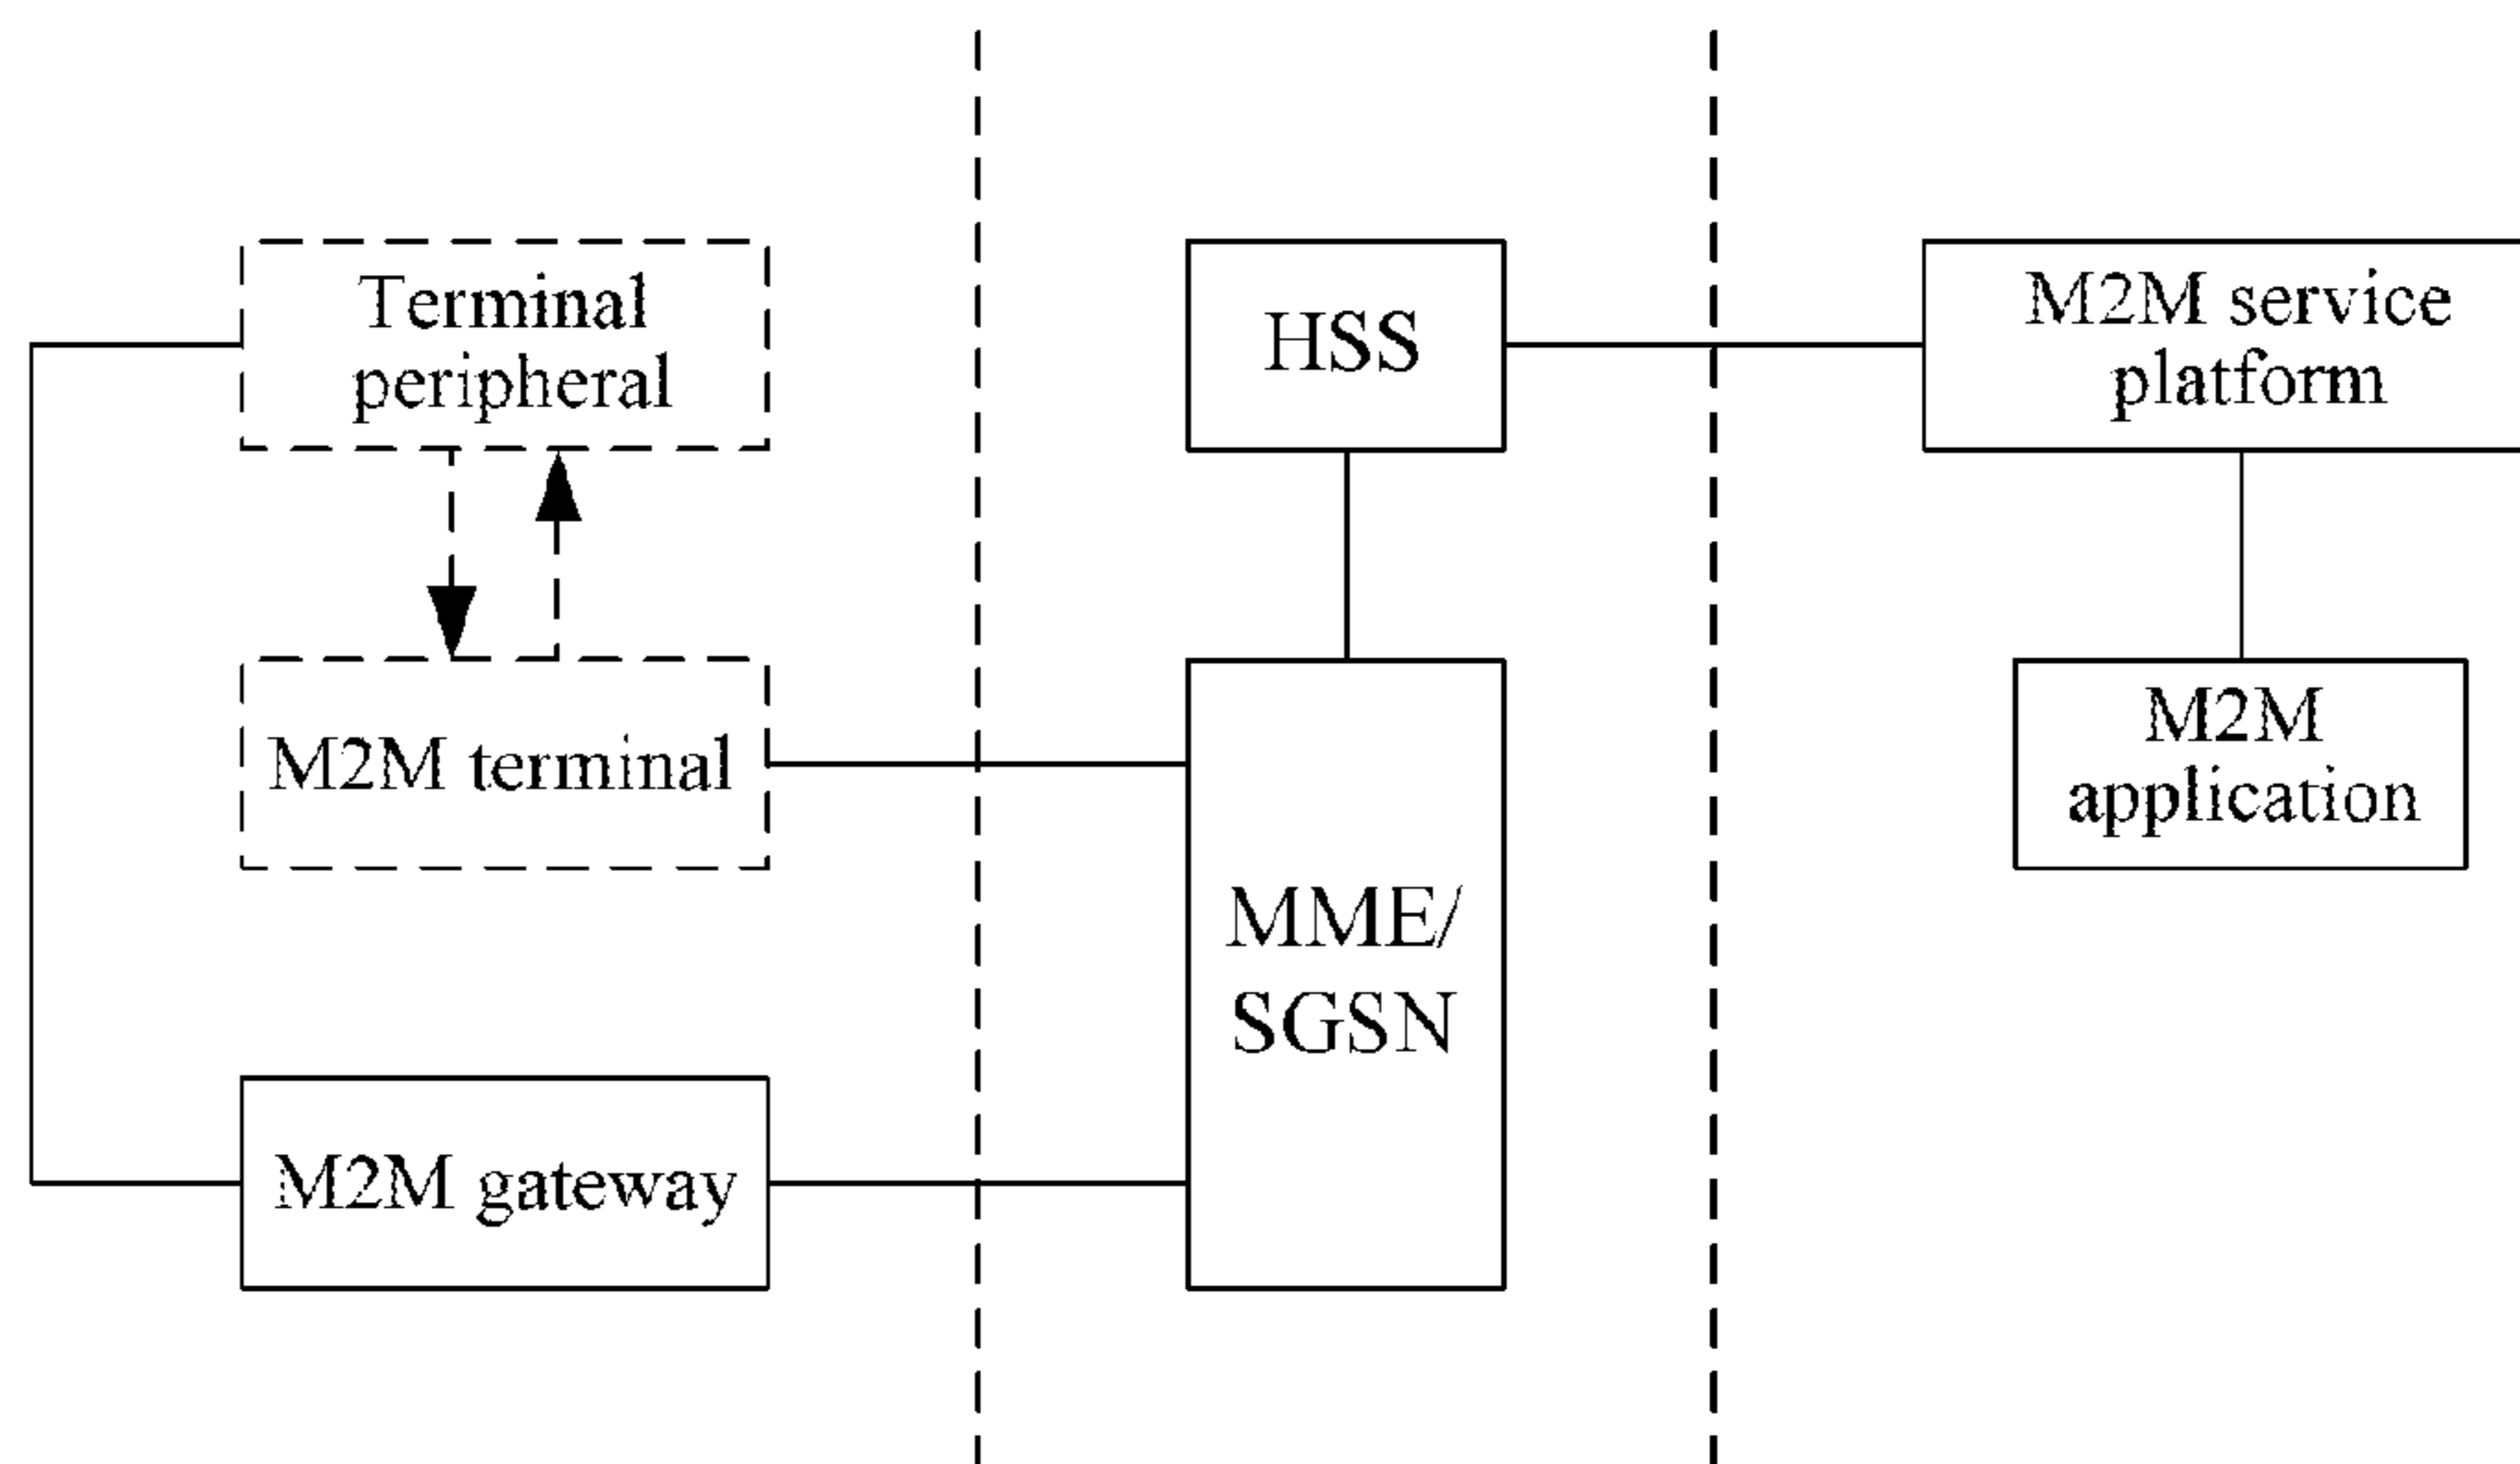 Terminal
peripheral
M2M terminal
M2M gateway
HSS
MME/
SGSN
M2M service
platform
M2M
application